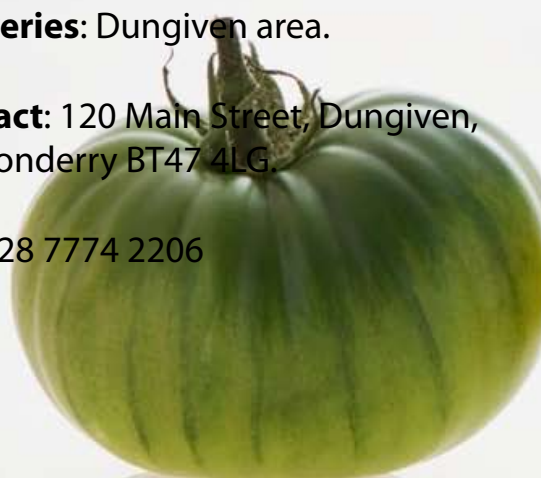 eries: Dungiven area.
act: 120 Main Street, Dungiven,
onderry BT47 4LG.
28 7774 2206